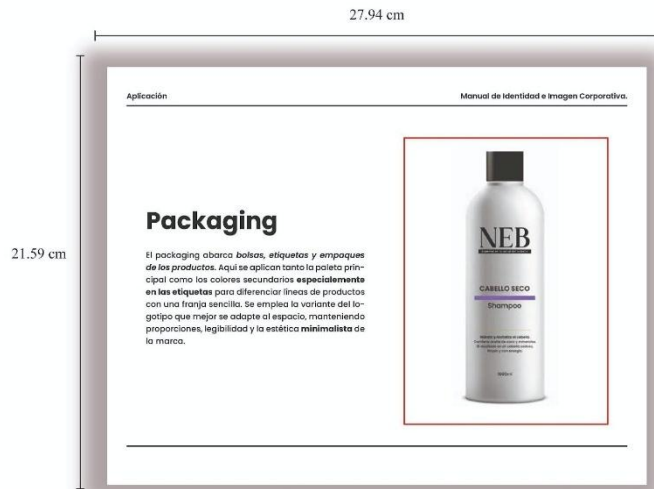 27.94 cm
21.59 cm
Aplicación
Manual de Identidad e Imagen Corporativa.
Packaging
El packaging abarca bolsas, etiquetas y empaques
de los productos. Aquí se aplican tanto la paleta prin-
cipal como los colores secundarios especialmente
en las etiquetas para diferenciar líneas de productos
con una franja sencilla. Se emplea la variante del lo-
gotipo que mejor se adapte al espacio, manteniendo
proporciones, legibilidad y la estética minimalista de
la marca.
NEB
CABELLO SECO
Shampoo